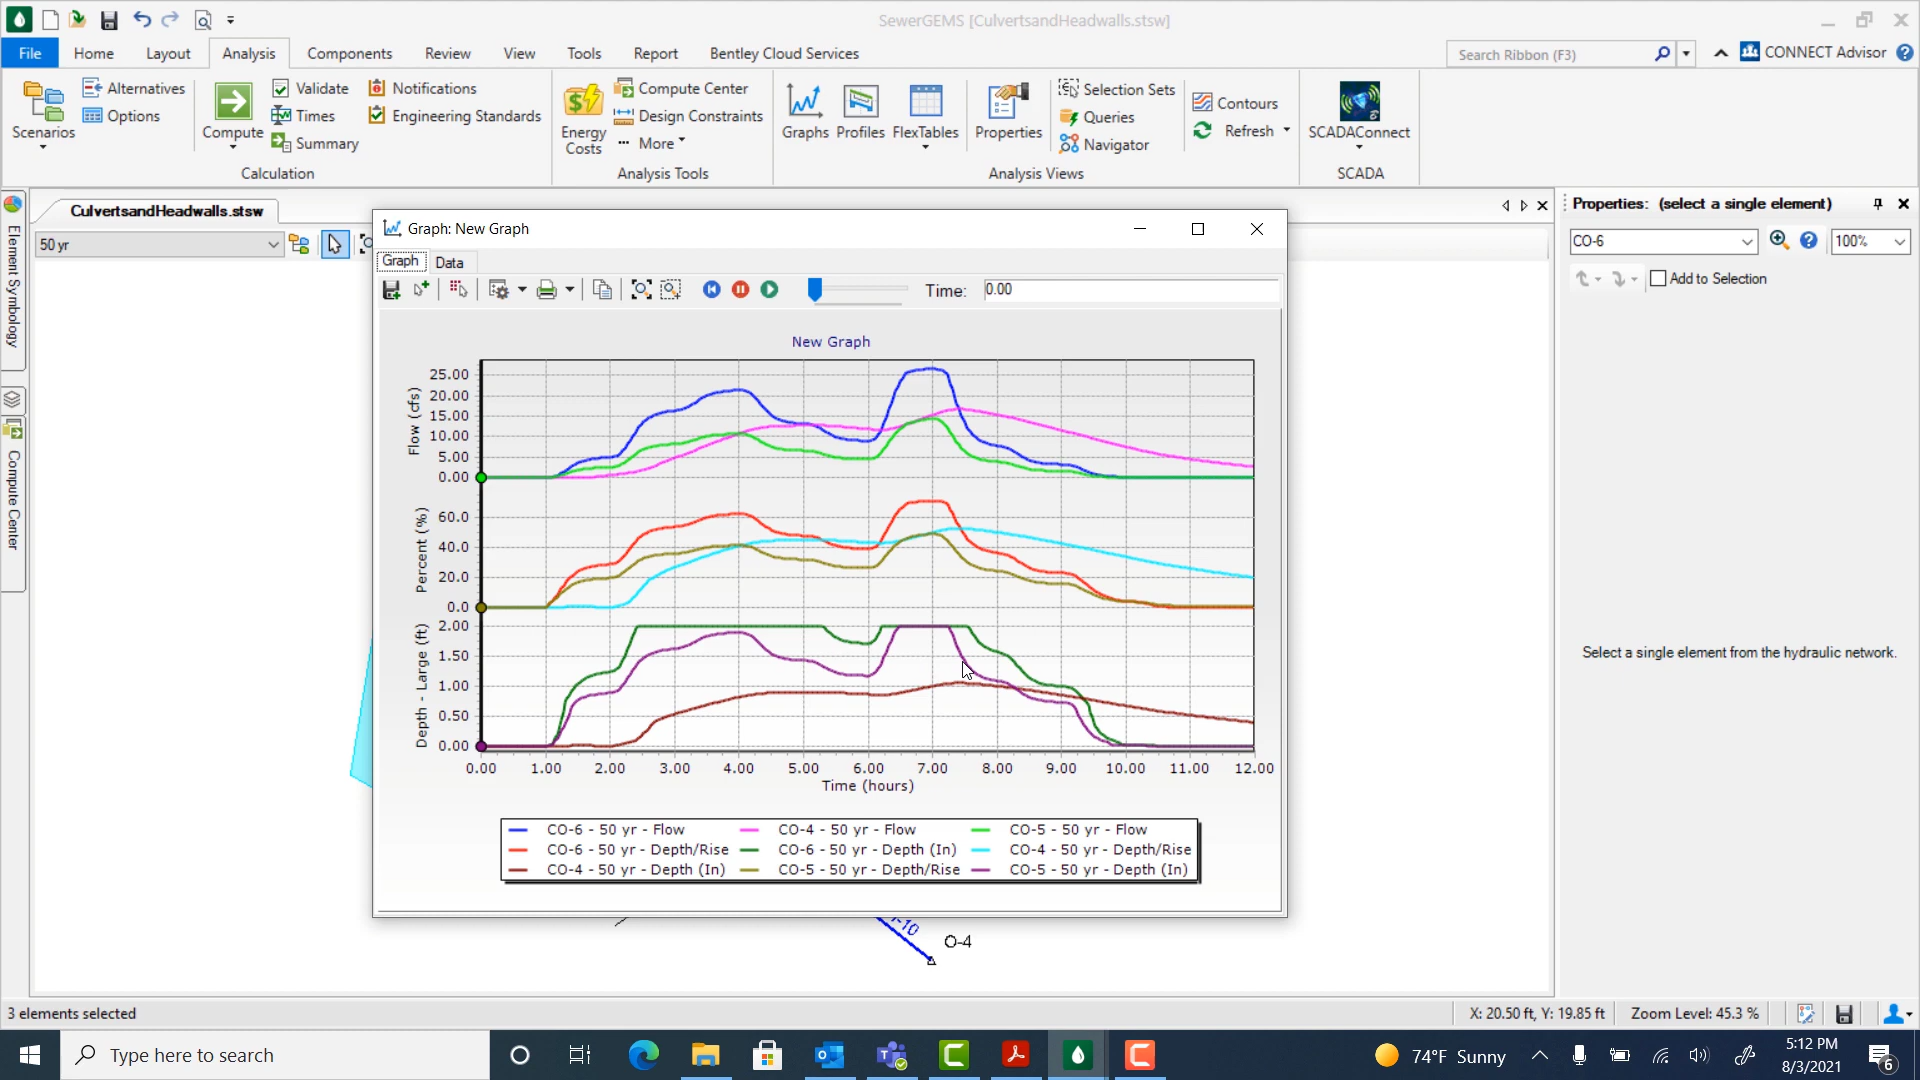 SewerGEMS [CulvertsandHeadwalls.stsw]
File Home Layout Analysis Components Review View Tools Report Bentley Cloud Services
Search Ribbon (F3)
CONNECT Advisor
Scenarios
Alternatives
Options
Compute
Validate
Times
Summary
Notifications
Engineering Standards
Calculation
Energy Costs
Compute Center
Design Constraints
More
Analysis Tools
Graphs
Profiles
FlexTables
Properties
Selection Sets
Queries
Navigator
Contours
Refresh
Analysis Views
SCADAConnect
SCADA
CulvertsandHeadwalls.stsw
50 yr
Element Symbology
Compute Center
Graph: New Graph
Graph Data
Time: 0.00
New Graph
Flow (cfs)
25.00
20.00
15.00
10.00
5.00
0.00
Percent (%)
60.0
40.0
20.0
0.0
Depth - Large (ft)
2.00
1.50
1.00
0.50
0.00
0.00 1.00 2.00 3.00 4.00 5.00 6.00 7.00 8.00 9.00 10.00 11.00 12.00
Time (hours)
CO-6 - 50 yr - Flow CO-4 - 50 yr - Flow CO-5 - 50 yr - Flow
CO-6 - 50 yr - Depth/Rise CO-6 - 50 yr - Depth (In) CO-4 - 50 yr - Depth/Rise
CO-4 - 50 yr - Depth (In) CO-5 - 50 yr - Depth/Rise CO-5 - 50 yr - Depth (In)
O-4
Properties: (select a single element)
CO-6
100%
Add to Selection
Select a single element from the hydraulic network.
3 elements selected
X: 20.50 ft, Y: 19.85 ft
Zoom Level: 45.3 %
Type here to search
74°F Sunny
5:12 PM
8/3/2021
6